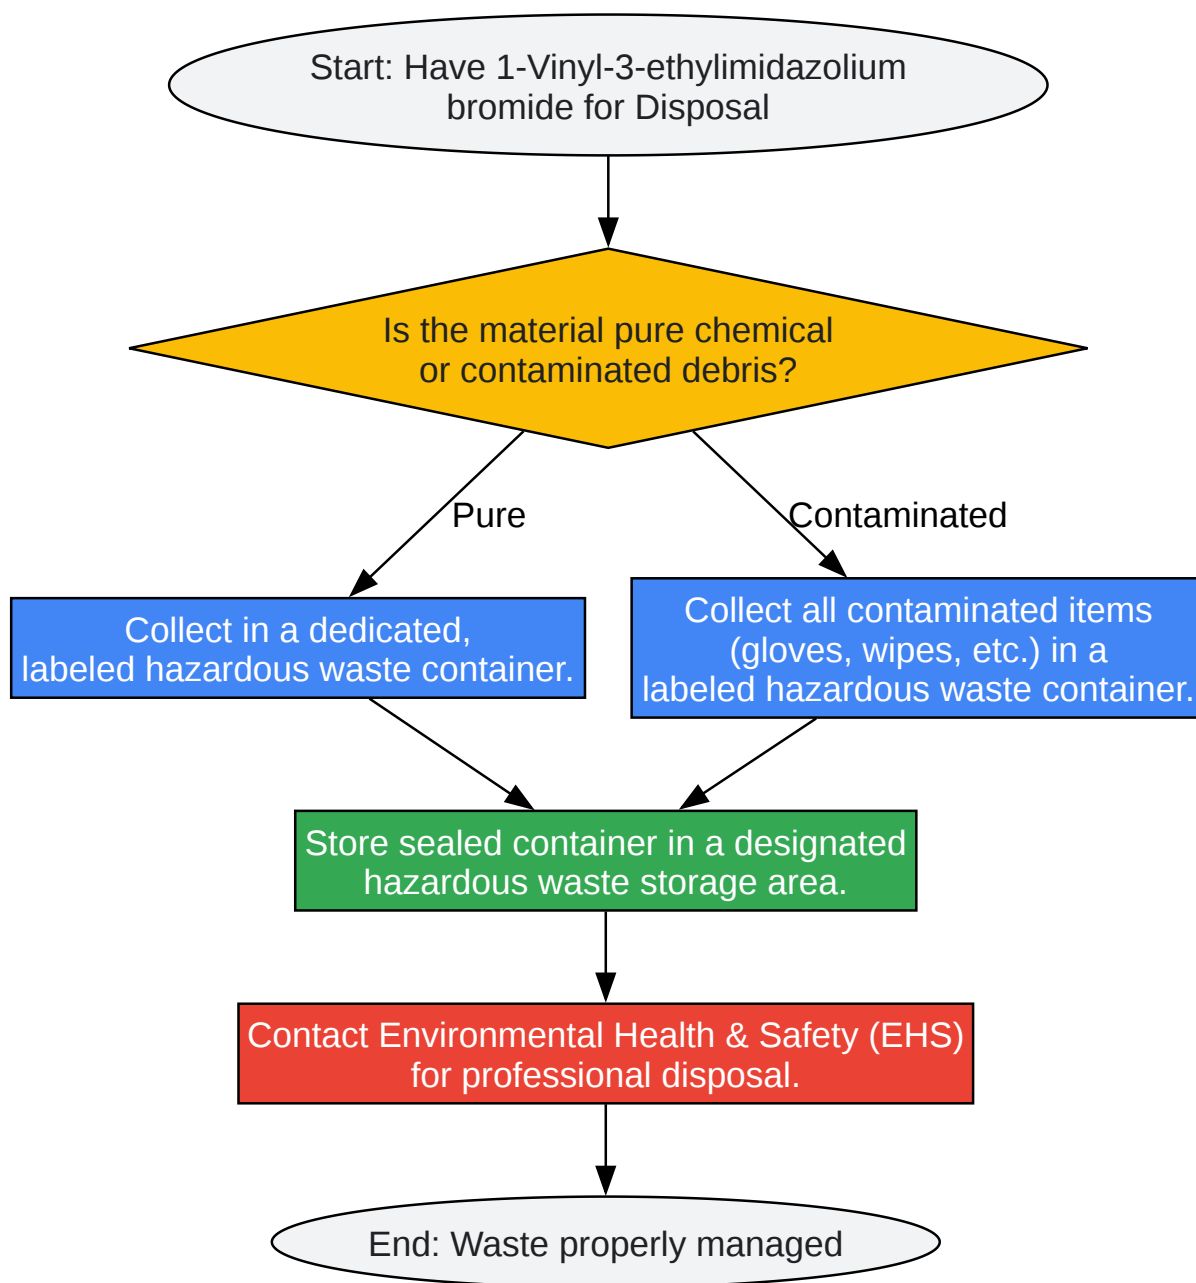 Start: Have 1-Vinyl-3-ethylimidazolium
bromide for Disposal
Is the material pure chemical
or contaminated debris?
Pure
Contaminated
Collect in a dedicated,
labeled hazardous waste container.
Collect all contaminated items
(gloves, wipes, etc.) in a
labeled hazardous waste container.
Store sealed container in a designated
hazardous waste storage area.
Contact Environmental Health & Safety (EHS)
for professional disposal.
End: Waste properly managed